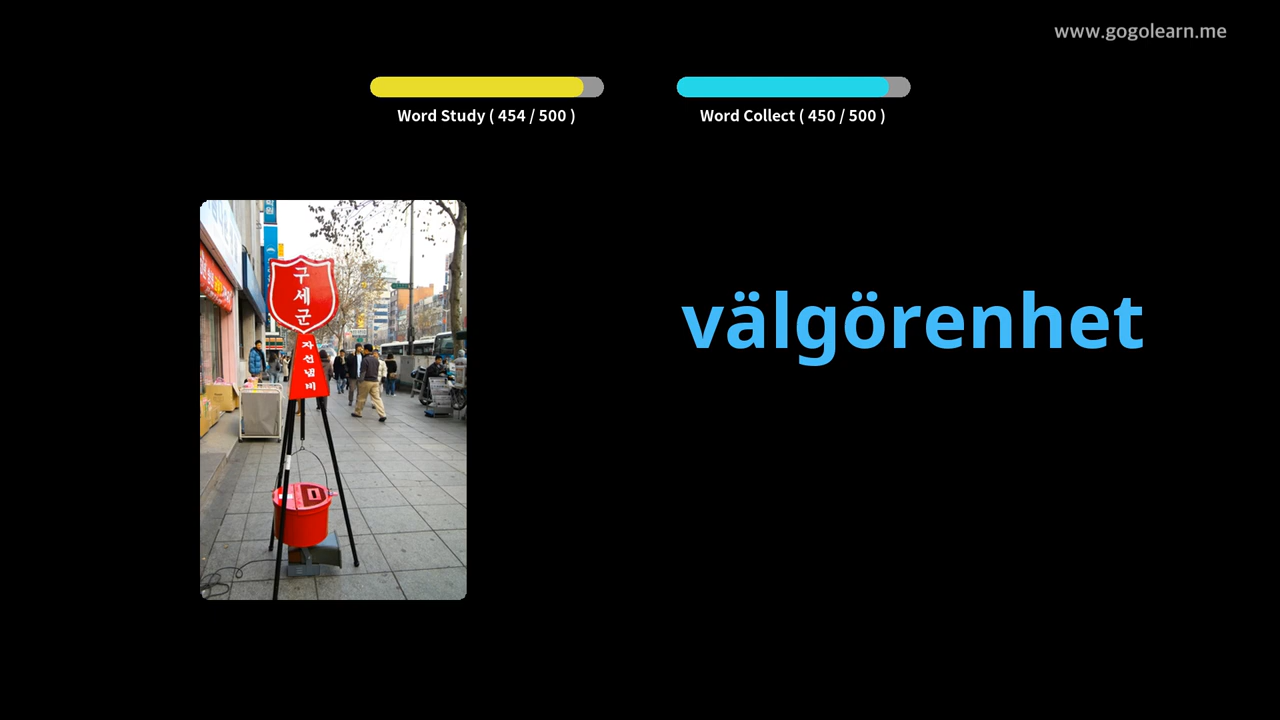 www.gogolearn.me
Word Study ( 454 / 500 )
Word Collect ( 450 / 500 )
구세군
자선냄비
välgörenhet